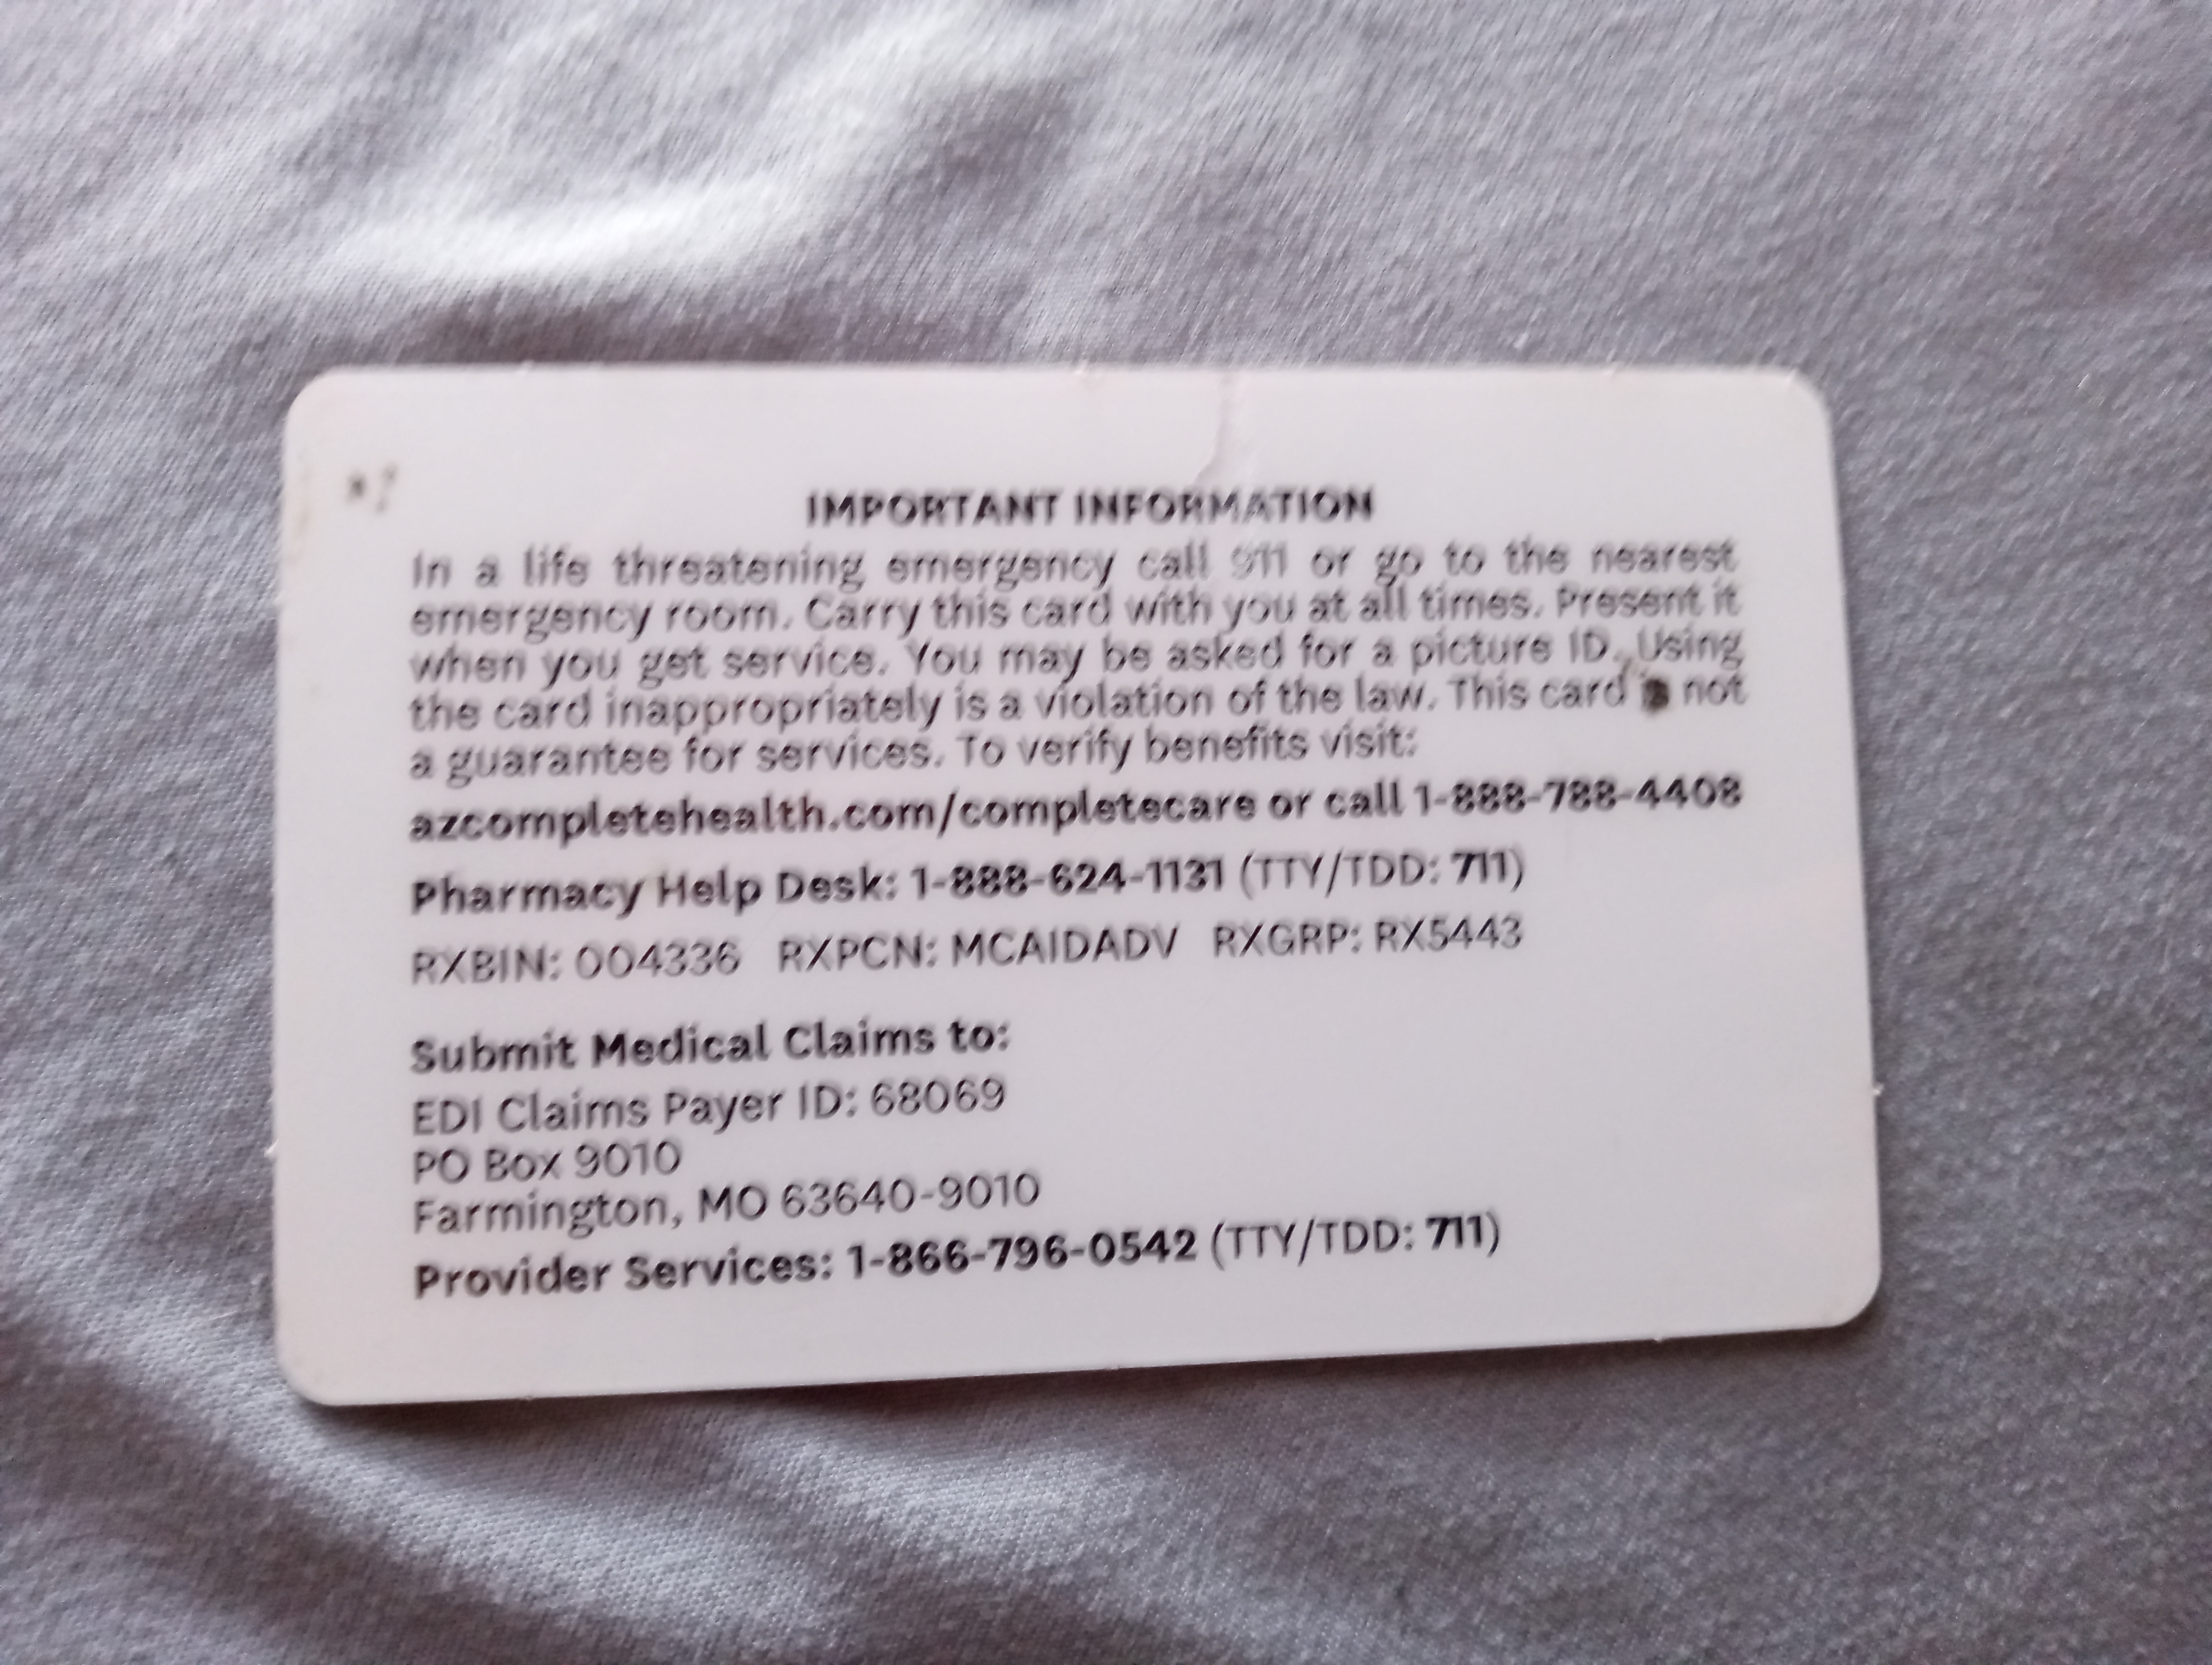 IMPORTANT INFORMATION
In a life threatening emergency call 911 or go to the nearest
emergency room. Carry this card with you at all times. Present it
when you get service. You may be asked for a picture ID. Using
the card inappropriately is a violation of the law. This card is not
a guarantee for services. To verify benefits visit:
azcompletehealth.com/completecare or call 1-888-788-4408
Pharmacy Help Desk: 1-888-624-1131 (TTY/TDD: 711)
RXBIN: 004336 RXPCN: MCAIDADV RXGRP: RX5443
Submit Medical Claims to:
EDI Claims Payer ID: 68069
PO Box 9010
Farmington, MO 63640-9010
Provider Services: 1-866-796-0542 (TTY/TDD: 711)